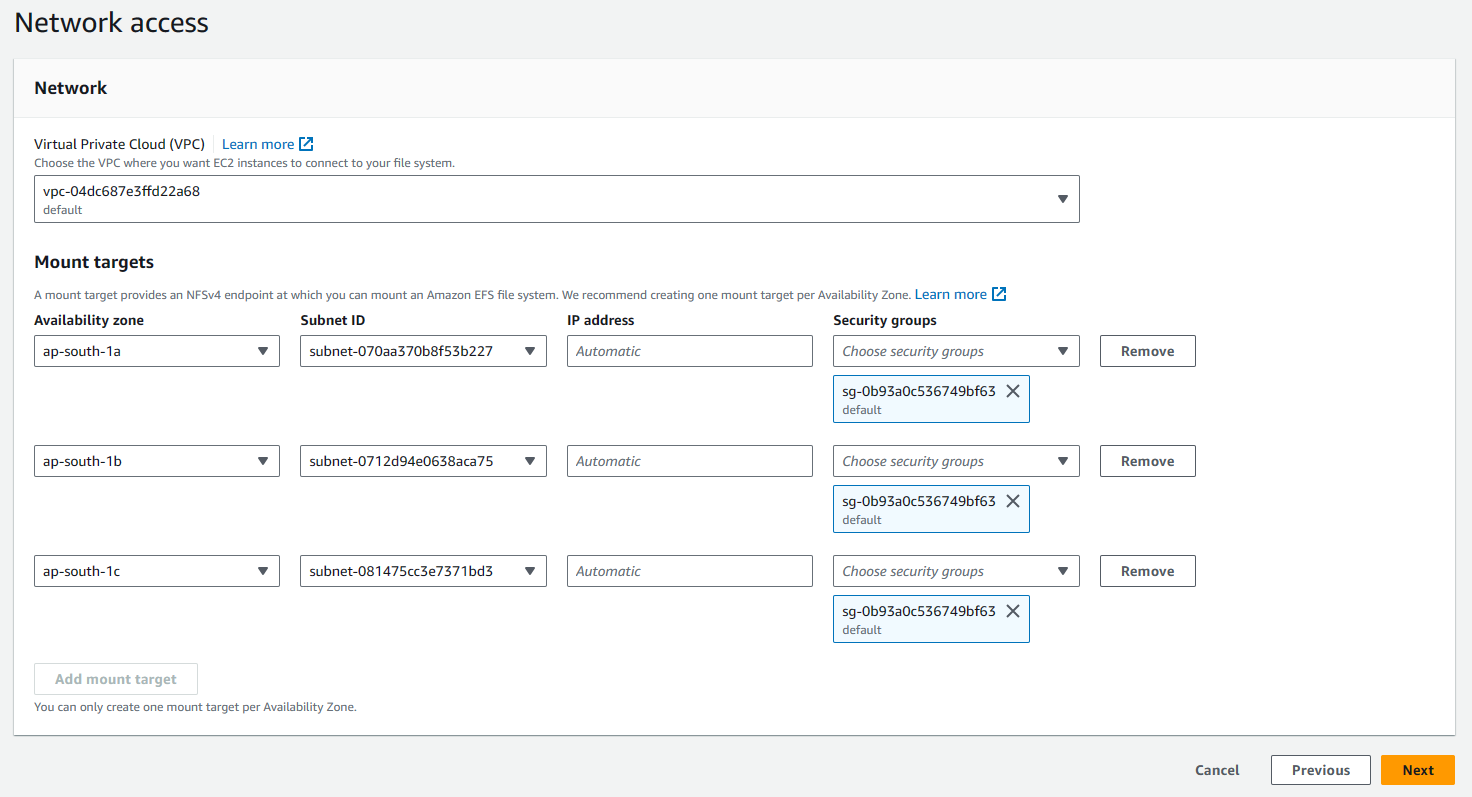 Network access
Network
Virtual Private Cloud (VPC) Learn more
Choose the VPC where you want EC2 instances to connect to your file system.
vpc-04dc687e3ffd22a68
default
Mount targets
A mount target provides an NFSv4 endpoint at which you can mount an Amazon EFS file system. We recommend creating one mount target per Availability Zone. Learn more
Availability zone Subnet ID IP address Security groups
ap-south-1a subnet-070aa370b8f53b227 Automatic Choose security groups Remove
sg-0b93a0c536749bf63
default
ap-south-1b subnet-0712d94e0638aca75 Automatic Choose security groups Remove
sg-0b93a0c536749bf63
default
ap-south-1c subnet-081475cc3e7371bd3 Automatic Choose security groups Remove
sg-0b93a0c536749bf63
default
Add mount target
You can only create one mount target per Availability Zone.
Cancel Previous Next